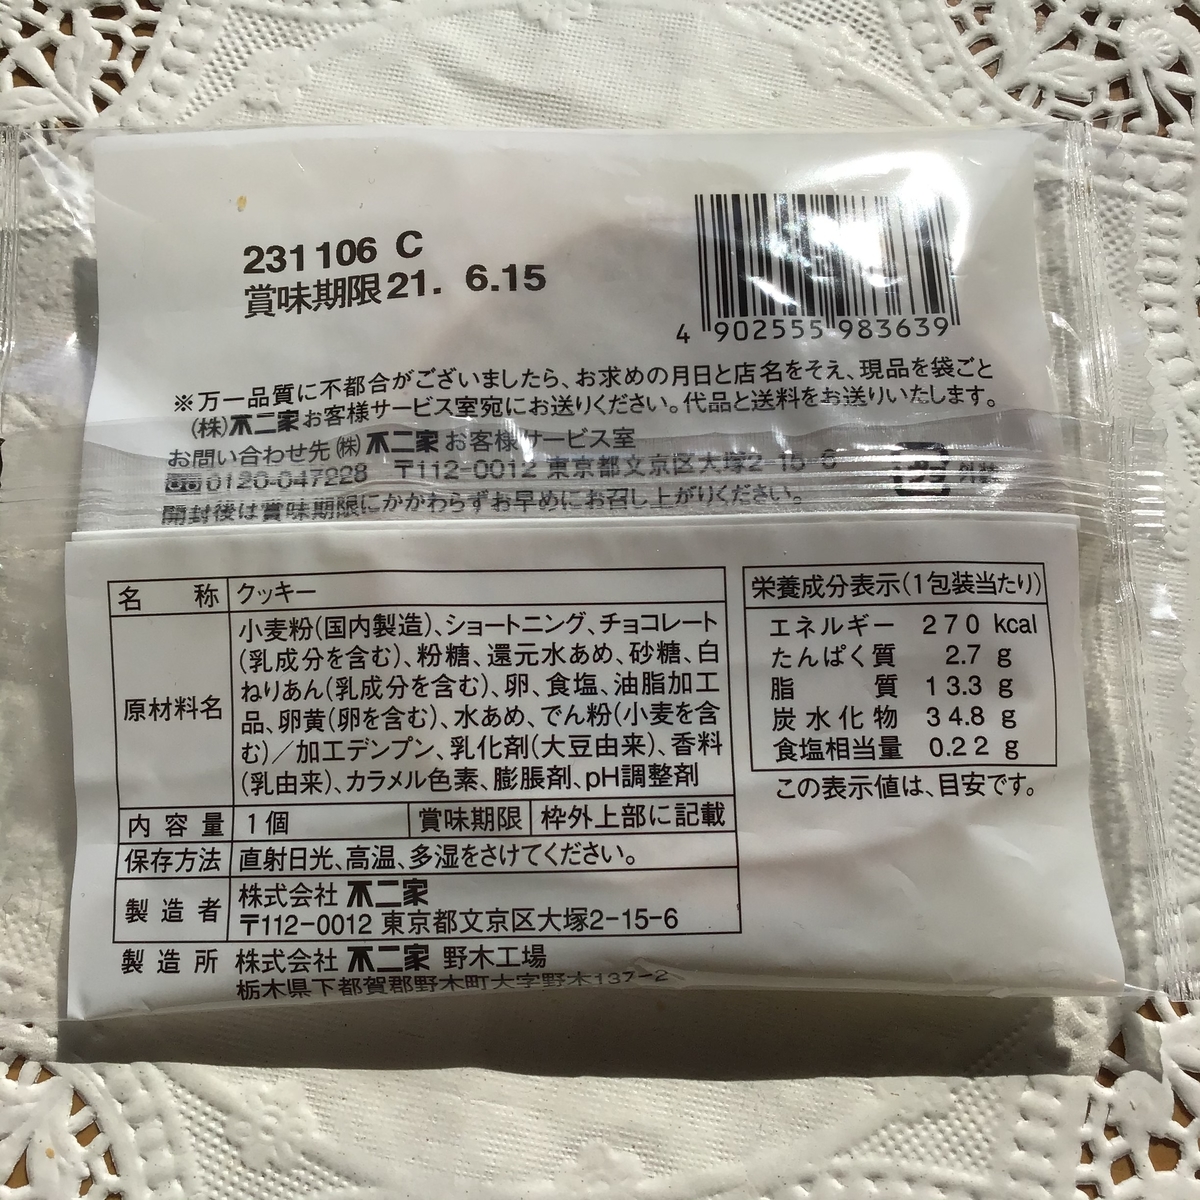 231106 C
賞味期限21. 6.15
4 902555 983639
※万一品質に不都合がございましたら、お求めの月日と店名をそえ、現品を袋ごと
(株)不二家お客様サービス室宛にお送りください。代品と送料をお送りいたします。
お問い合わせ先 ㈱ 不二家 お客様サービス室
0120-047228 〒112-0012 東京都文京区大塚2-15-6
プラ 外装
開封後は賞味期限にかかわらずお早めにお召し上がりください。
名 称 クッキー
原材料名 小麦粉(国内製造)、ショートニング、チョコレート
(乳成分を含む)、粉糖、還元水あめ、砂糖、白
ねりあん(乳成分を含む)、卵、食塩、油脂加工
品、卵黄(卵を含む)、水あめ、でん粉(小麦を含
む)／加工デンプン、乳化剤(大豆由来)、香料
(乳由来)、カラメル色素、膨脹剤、pH調整剤
内容量 1個 賞味期限 枠外上部に記載
保存方法 直射日光、高温、多湿をさけてください。
製造者 株式会社 不二家
〒112-0012 東京都文京区大塚2-15-6
製造所 株式会社 不二家 野木工場
栃木県下都賀郡野木町大字野木137-2
栄養成分表示(1包装当たり)
エネルギー 270 kcal
たんぱく質 2.7 g
脂質 13.3 g
炭水化物 34.8 g
食塩相当量 0.22 g
この表示値は、目安です。